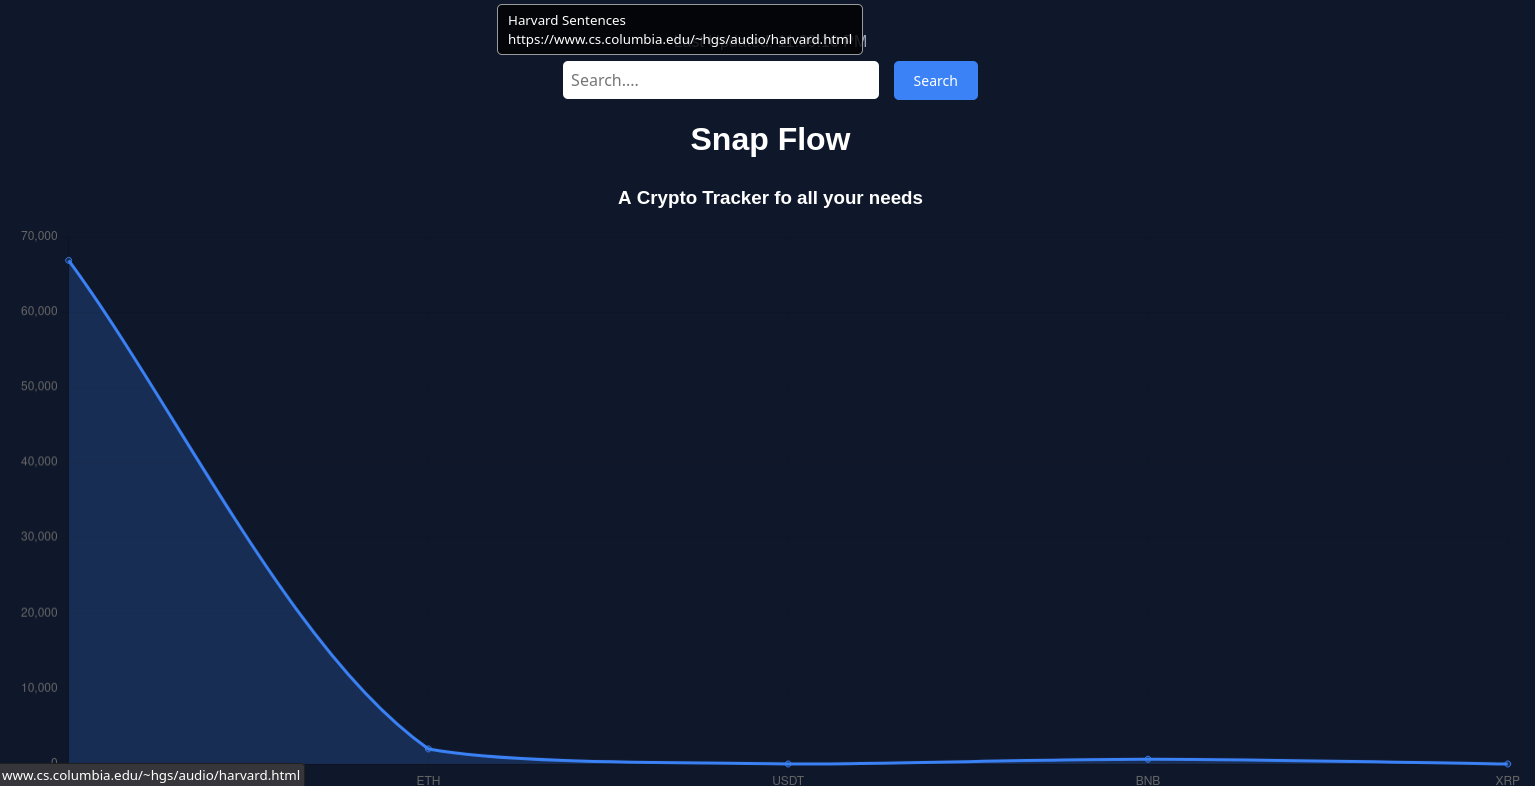 Harvard Sentences
https://www.cs.columbia.edu/~hgs/audio/harvard.html
Search....
Search
Snap Flow
A Crypto Tracker fo all your needs
70,000
60,000
50,000
40,000
30,000
20,000
10,000
0
www.cs.columbia.edu/~hgs/audio/harvard.html
ETH
USDT
BNB
XRP